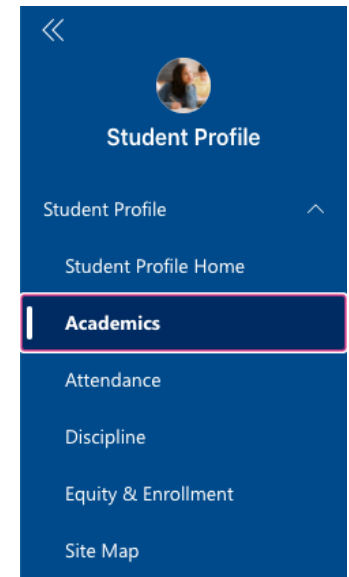 Student Profile
Student Profile
Student Profile Home
Academics
Attendance
Discipline
Equity & Enrollment
Site Map